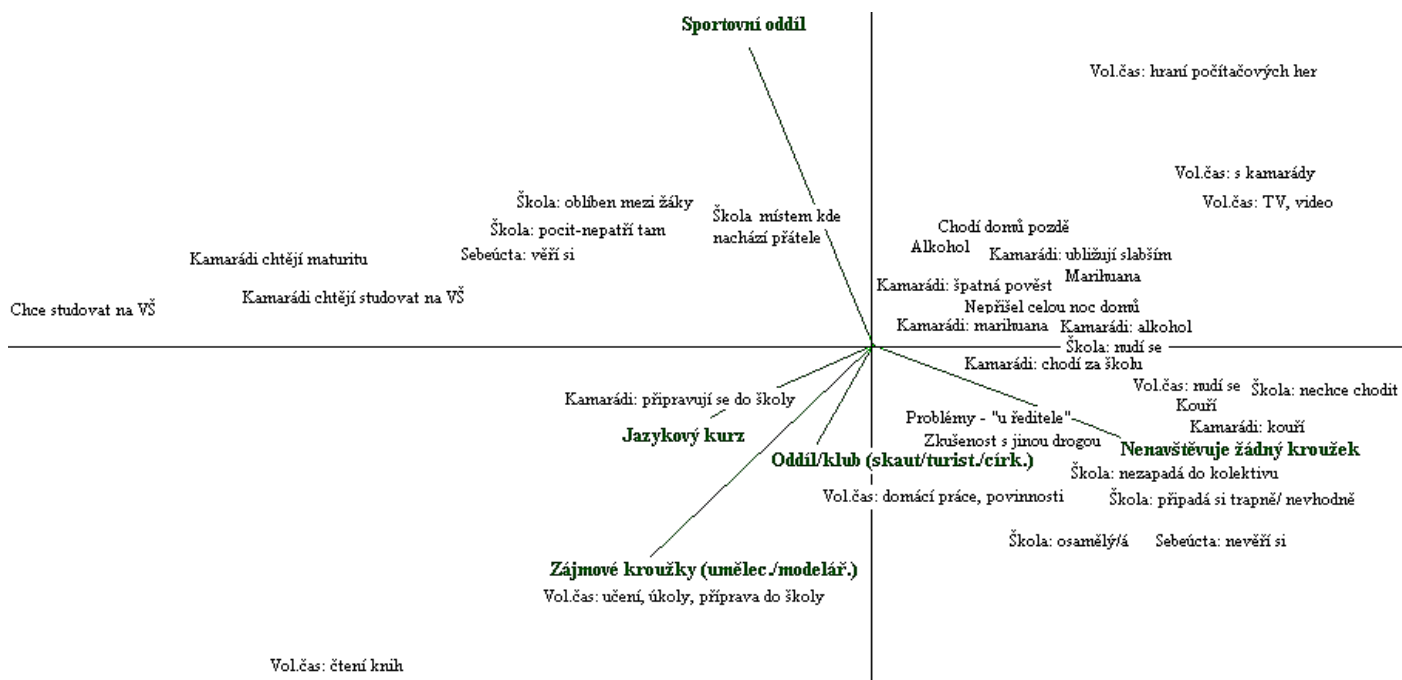 Sportovní oddíl
Vol.čas: hraní počítačových her
Vol.čas: s kamarády
Vol.čas: TV, video
Škola: oblíben mezi žáky
Škola místem kde
nachází přátele
Škola: pocit-nepatří tam
Chodí domů pozdě
Alkohol
Sebeúcta: věří si
Kamarádi: ubližují slabším
Kamarádi chtějí maturitu
Marihuana
Kamarádi: špatná pověst
Kamarádi chtějí studovat na VŠ
Nepřišel celou noc domů
Chce studovat na VŠ
Kamarádi: marihuana
Kamarádi: alkohol
Škola: nudí se
Kamarádi: chodí za školu
Vol.čas: nudí se
Škola: nechce chodit
Kamarádi: připravují se do školy
Kouří
Problémy - "u ředitele"
Kamarádi: kouří
Jazykový kurz
Zkušenost s jinou drogou
Nenavštěvuje žádný kroužek
Oddíl/klub (skaut/turist./círk.)
Škola: nezapadá do kolektivu
Vol.čas: domácí práce, povinnosti
Škola: připadá si trapně/ nevhodně
Škola: osamělý/á
Sebeúcta: nevěří si
Zájmové kroužky (umělec./modelář.)
Vol.čas: učení, úkoly, příprava do školy
Vol.čas: čtení knih